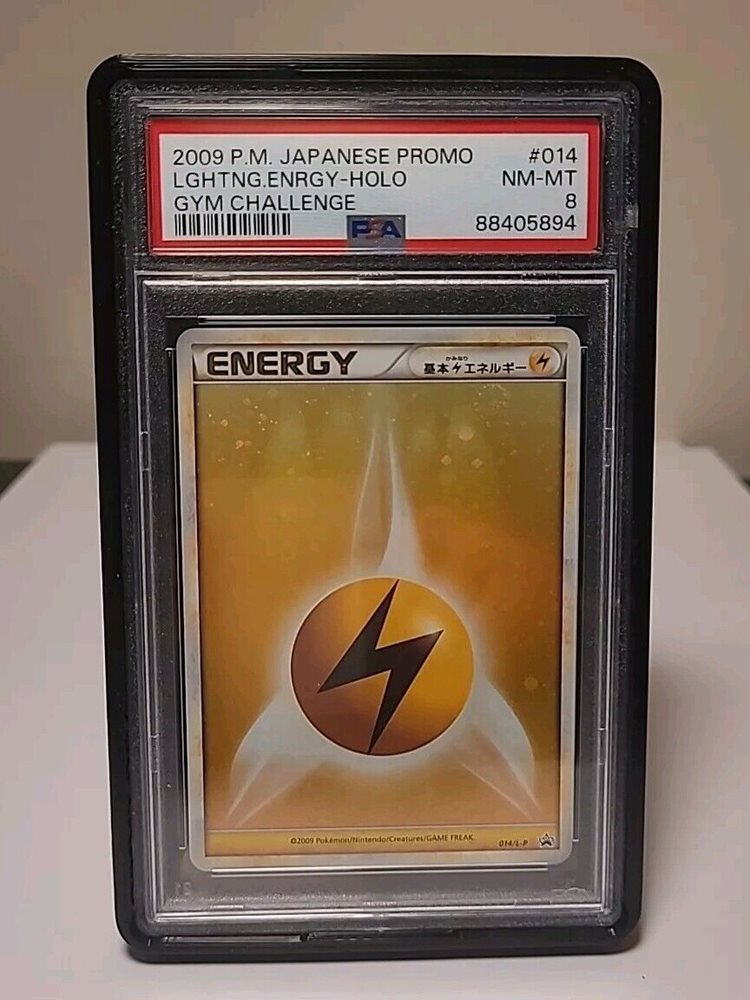 2009 P.M. JAPANESE PROMO #014
LGHTNG.ENRGY-HOLO NM-MT
GYM CHALLENGE 8
PSA 88405894
ENERGY
かみなり
基本エネルギー
©2009 Pokémon/Nintendo/Creatures/GAME FREAK.
014/L-P